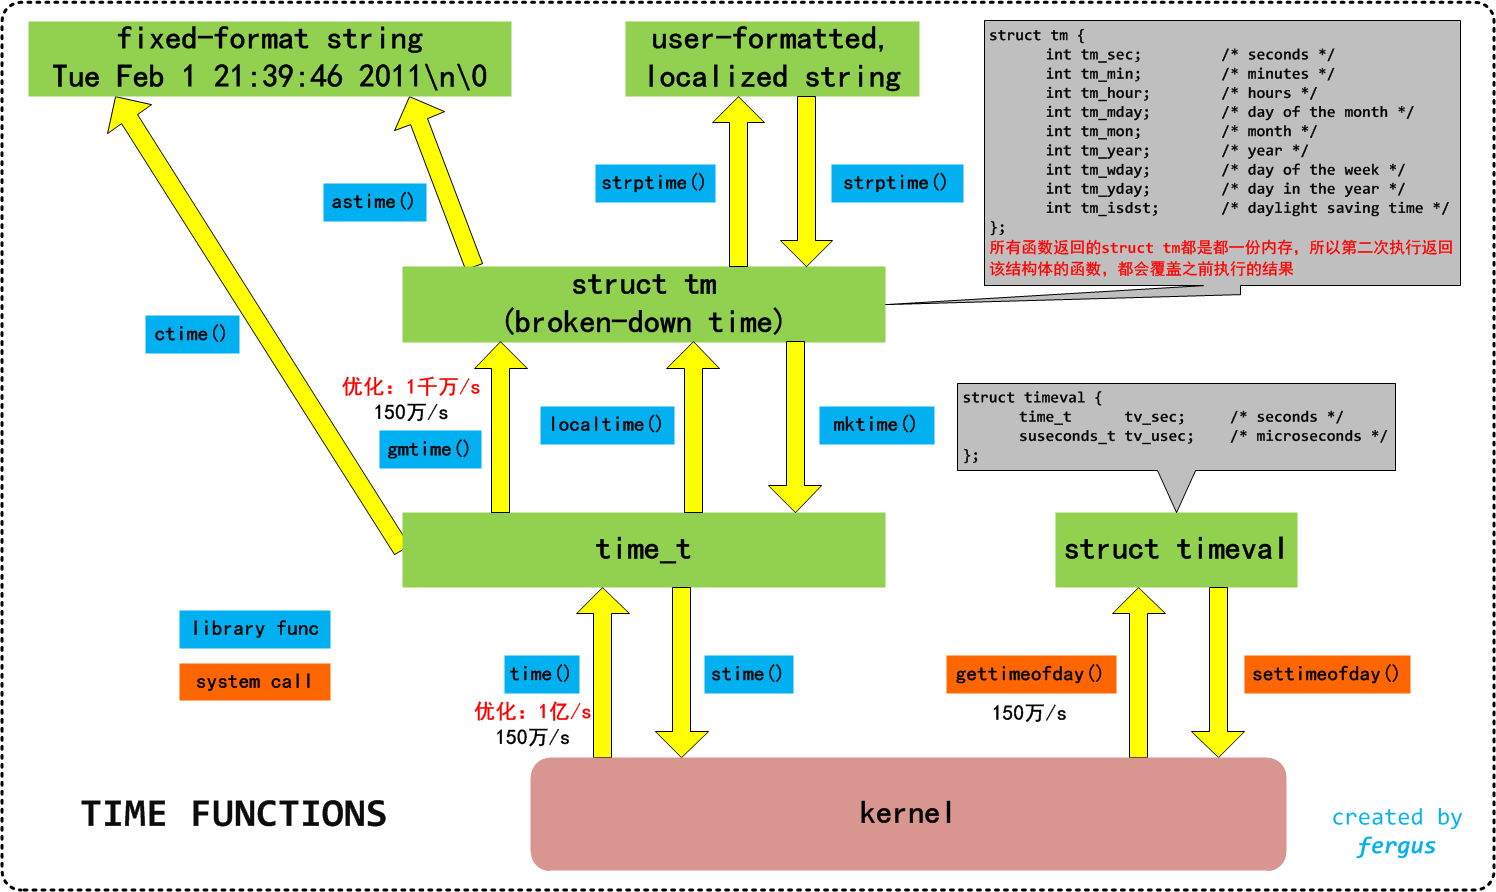 fixed-format string
Tue Feb 1 21:39:46 2011\n\0
user-formatted,
localized string
struct tm {
int tm_sec; /* seconds */
int tm_min; /* minutes */
int tm_hour; /* hours */
int tm_mday; /* day of the month */
int tm_mon; /* month */
int tm_year; /* year */
int tm_wday; /* day of the week */
int tm_yday; /* day in the year */
int tm_isdst; /* daylight saving time */
};
所有函数返回的struct tm都是都一份内存，所以第二次执行返回
该结构体的函数，都会覆盖之前执行的结果
astime()
strptime()
strptime()
ctime()
struct tm
(broken-down time)
优化：1千万/s
150万/s
gmtime()
localtime()
mktime()
struct timeval {
time_t tv_sec; /* seconds */
suseconds_t tv_usec; /* microseconds */
};
time_t
struct timeval
library func
system call
time()
优化：1亿/s
150万/s
stime()
gettimeofday()
150万/s
settimeofday()
TIME FUNCTIONS
kernel
created by
fergus